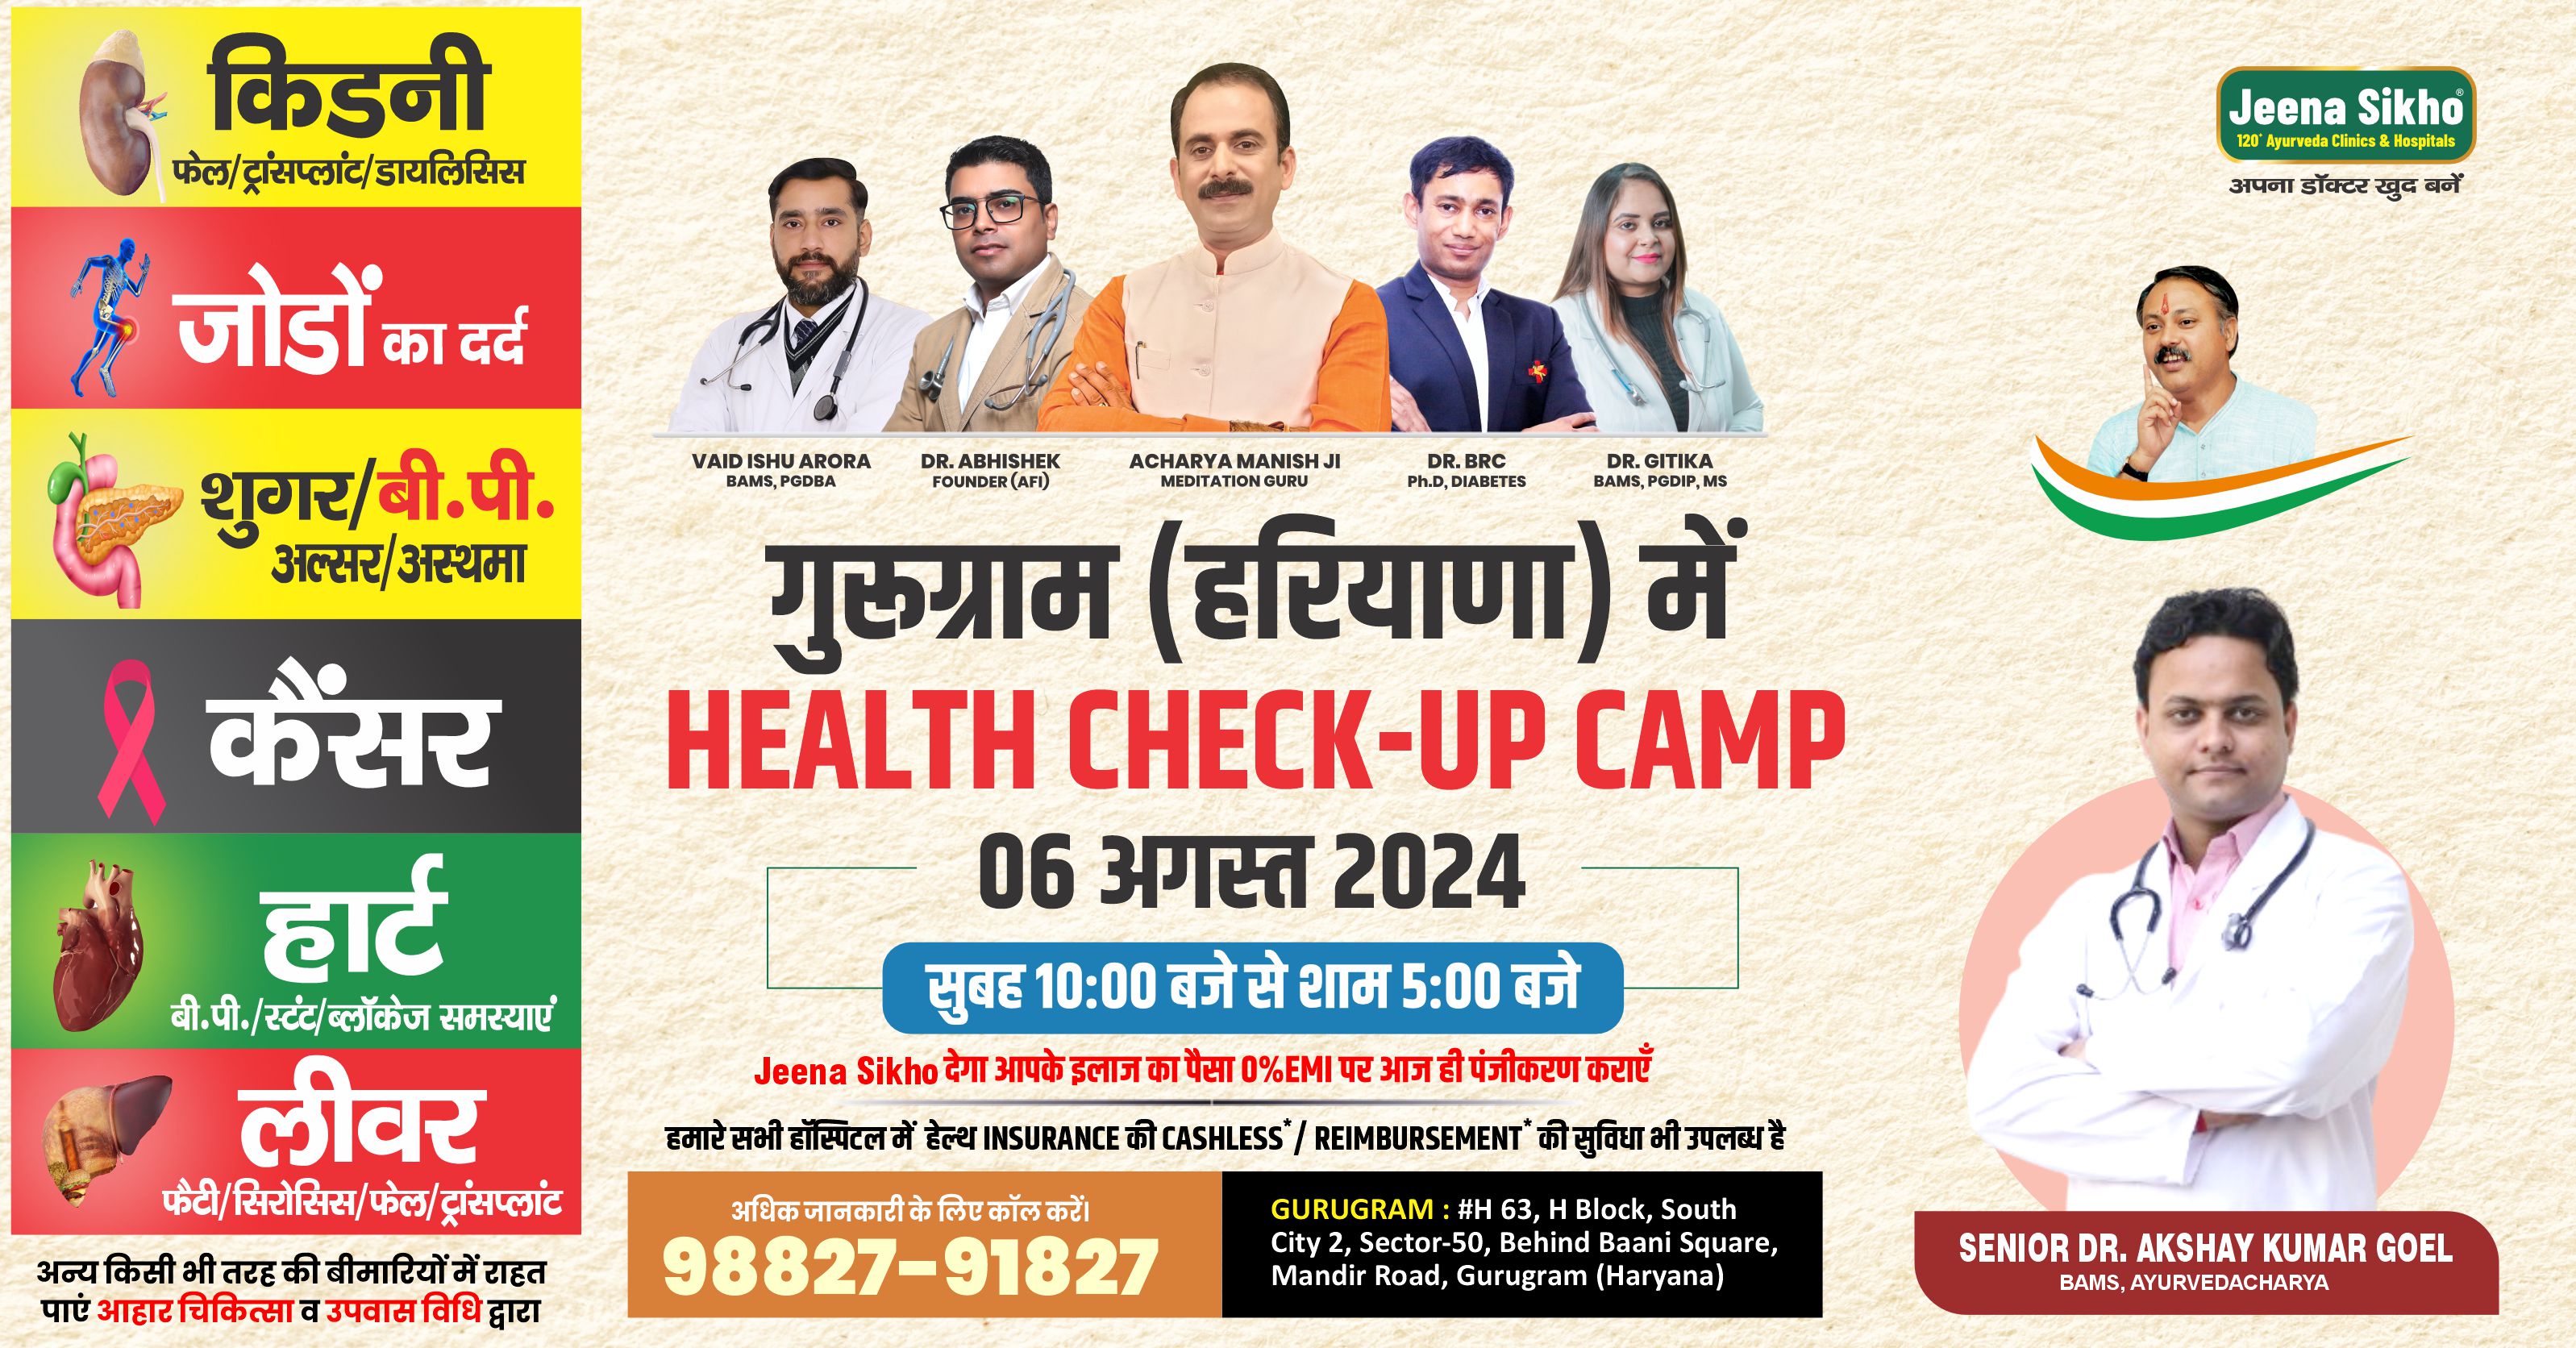 किडनी
फेल/ट्रांसप्लांट/डायलिसिस
जोडों का दर्द
शुगर/बी.पी.
अल्सर/अस्थमा
कैंसर
हार्ट
बी.पी./स्टंट/ब्लॉकेज समस्याएं
लीवर
फैटी/सिरोसिस/फेल/ट्रांसप्लांट
अन्य किसी भी तरह की बीमारियों में राहत
पाएं आहार चिकित्सा व उपवास विधि द्वारा
VAID ISHU ARORA
BAMS, PGDBA
DR. ABHISHEK
FOUNDER (AFI)
ACHARYA MANISH JI
MEDITATION GURU
DR. BRC
Ph.D, DIABETES
DR. GITIKA
BAMS, PGDIP, MS
गुरूग्राम (हरियाणा) में
HEALTH CHECK-UP CAMP
06 अगस्त 2024
सुबह 10:00 बजे से शाम 5:00 बजे
Jeena Sikho देगा आपके इलाज का पैसा 0%EMI पर आज ही पंजीकरण कराएँ
हमारे सभी हॉस्पिटल में हेल्थ INSURANCE की CASHLESS*/ REIMBURSEMENT* की सुविधा भी उपलब्ध है
अधिक जानकारी के लिए कॉल करें।
98827-91827
GURUGRAM : #H 63, H Block, South
City 2, Sector-50, Behind Baani Square,
Mandir Road, Gurugram (Haryana)
Jeena Sikho®
120+ Ayurveda Clinics & Hospitals
अपना डॉक्टर खुद बनें
SENIOR DR. AKSHAY KUMAR GOEL
BAMS, AYURVEDACHARYA